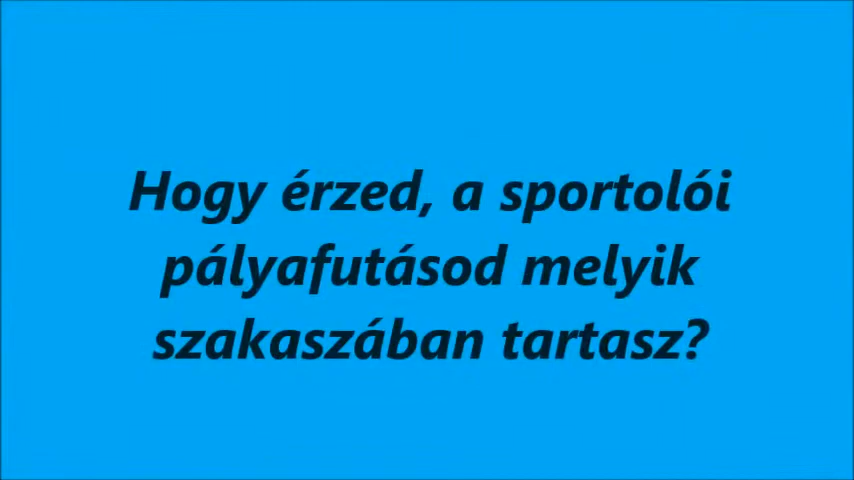 Hogy érzed, a sportolói
pályafutásod melyik
szakaszában tartasz?